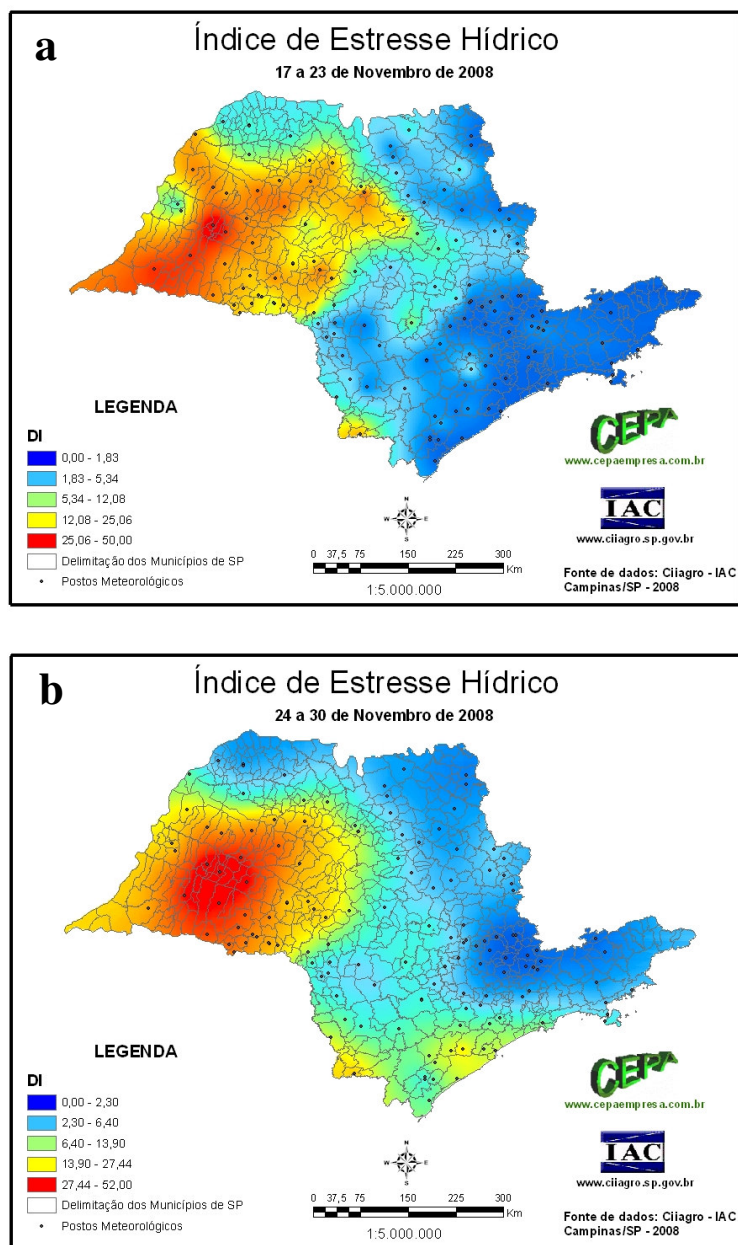 a
Índice de Estresse Hídrico
17 a 23 de Novembro de 2008
LEGENDA
DI
0,00 - 1,83
1,83 - 5,34
5,34 - 12,08
12,08 - 25,06
25,06 - 50,00
Delimitação dos Municípios de SP
Postos Meteorológicos
N
W E
S
0 37,5 75 150 225 300
Km
1:5.000.000
CEPA
www.cepaempresa.com.br
IAC
www.ciiagro.sp.gov.br
Fonte de dados: Ciiagro - IAC
Campinas/SP - 2008
b
Índice de Estresse Hídrico
24 a 30 de Novembro de 2008
LEGENDA
DI
0,00 - 2,30
2,30 - 6,40
6,40 - 13,90
13,90 - 27,44
27,44 - 52,00
Delimitação dos Municípios de SP
Postos Meteorológicos
N
W E
S
0 37,5 75 150 225 300
Km
1:5.000.000
CEPA
www.cepaempresa.com.br
IAC
www.ciiagro.sp.gov.br
Fonte de dados: Ciiagro - IAC
Campinas/SP - 2008